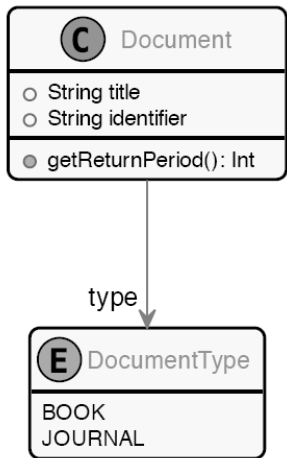 C Document
String title
String identifier
getReturnPeriod(): Int
type
E DocumentType
BOOK
JOURNAL